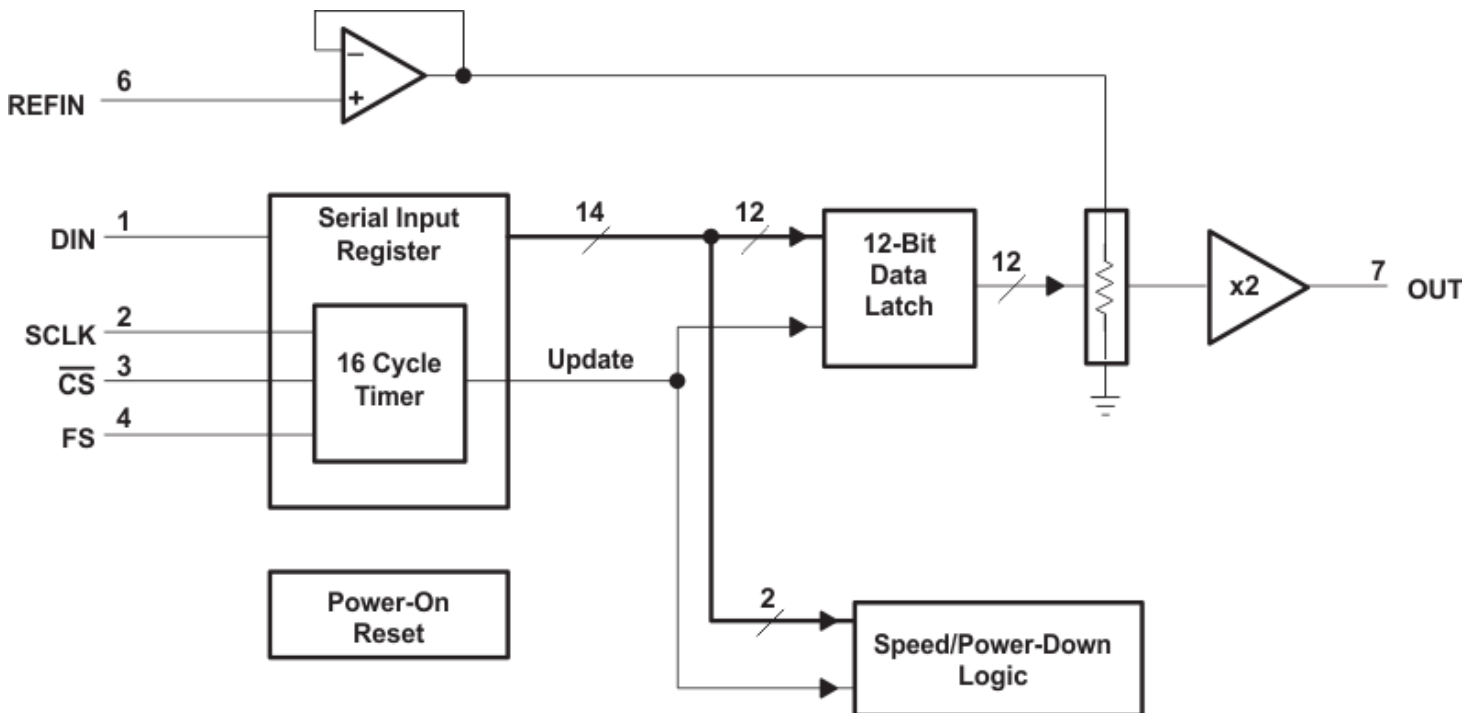 −
+
6
REFIN
1
DIN
Serial Input
Register
14
12
12-Bit
Data
Latch
12
x2
7
OUT
2
SCLK
3
CS
4
FS
16 Cycle
Timer
Update
Power-On
Reset
2
Speed/Power-Down
Logic